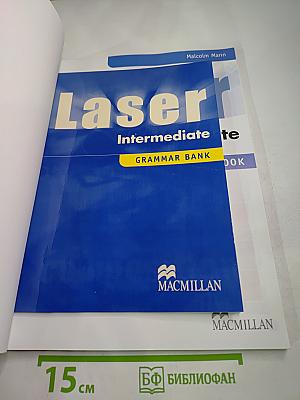 Malcolm Mann
Laser
r
Intermediate
te
GRAMMAR BANK
OOK
MACMILLAN
MACMILLAN
15 см
БФ БИБЛИОФАН